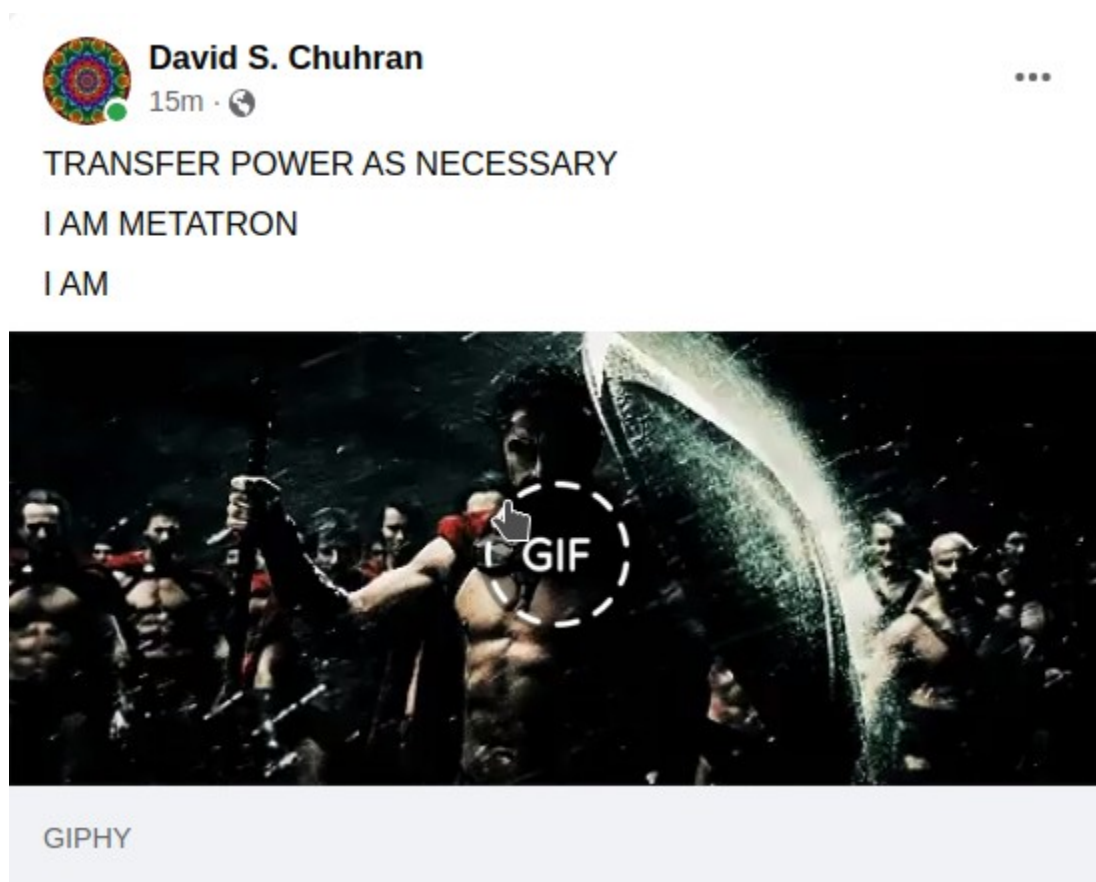 David S. Chuhran
15m ·
TRANSFER POWER AS NECESSARY
I AM METATRON
I AM
GIF
GIPHY